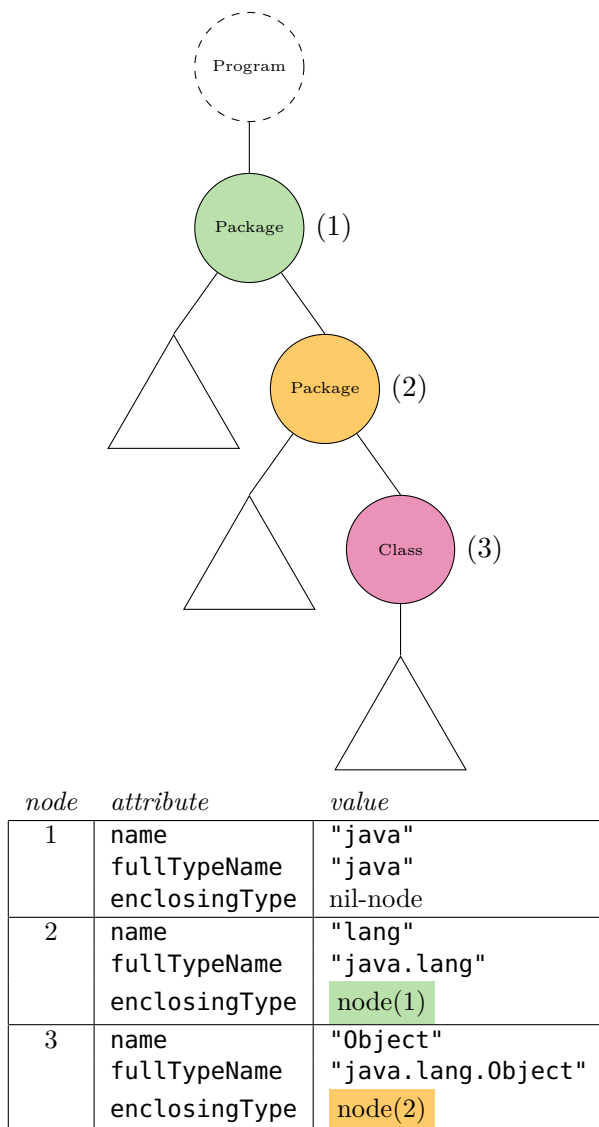 Program
Package (1)
Package (2)
Class (3)
node attribute value
1 name "java"
fullTypeName "java"
enclosingType nil-node
2 name "lang"
fullTypeName "java.lang"
enclosingType node(1)
3 name "Object"
fullTypeName "java.lang.Object"
enclosingType node(2)